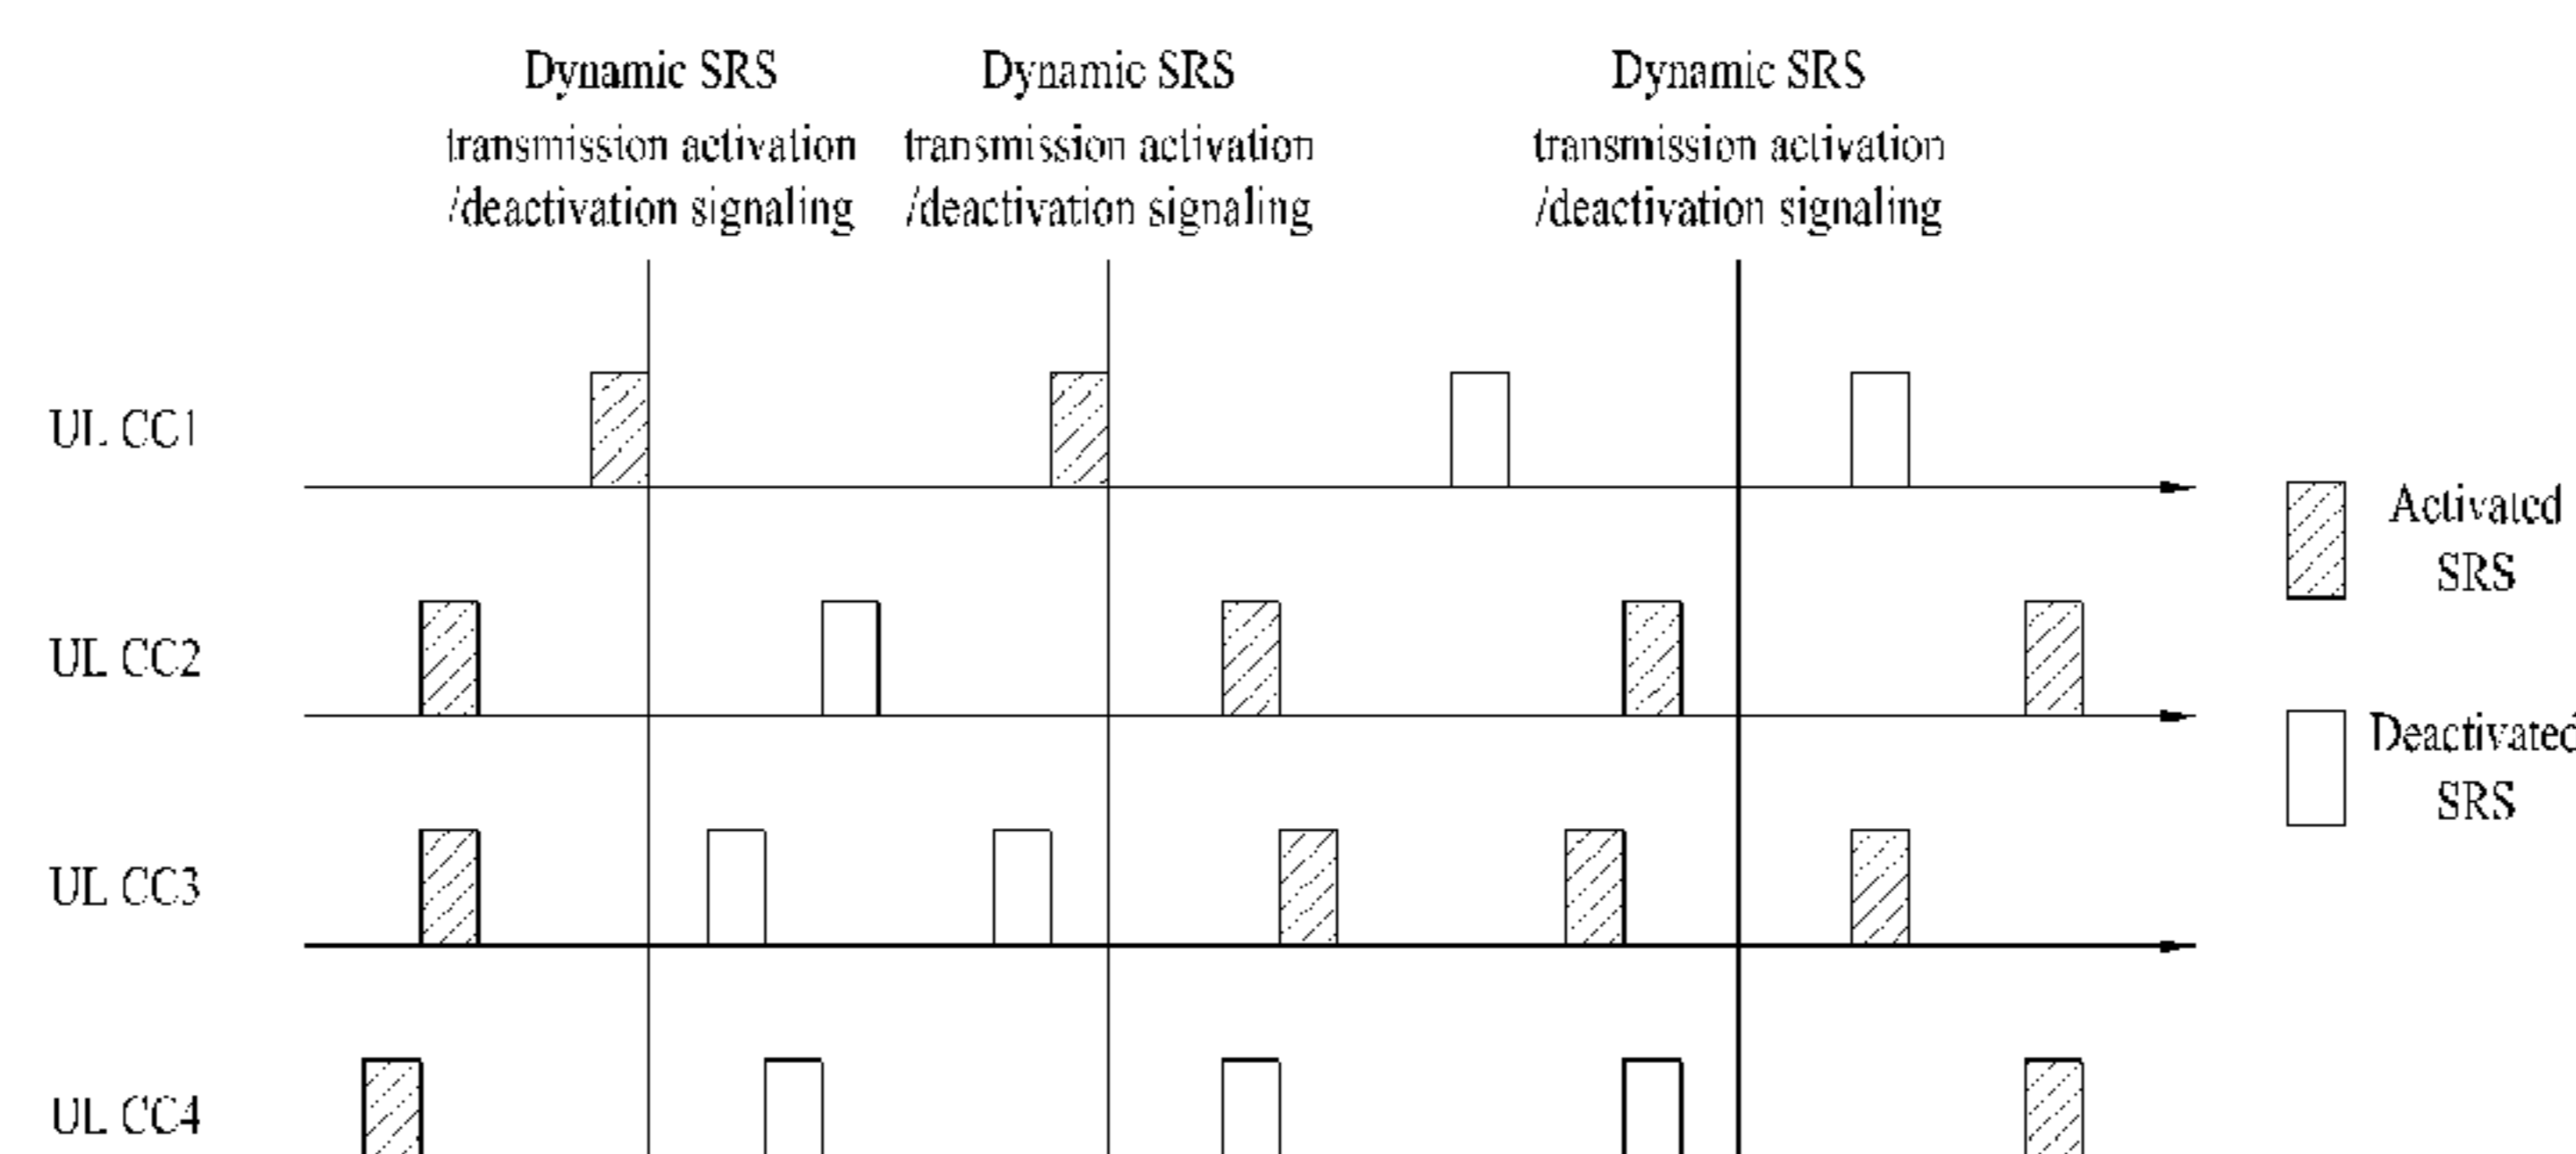 Dynamic SRS
transmission activation
/deactivation signaling
Dynamic SRS
transmission activation
/deactivation signaling
Dynamic SRS
transmission activation
/deactivation signaling
UL CC1
UL CC2
UL CC3
UL CC4
Activated
SRS
Deactivated
SRS